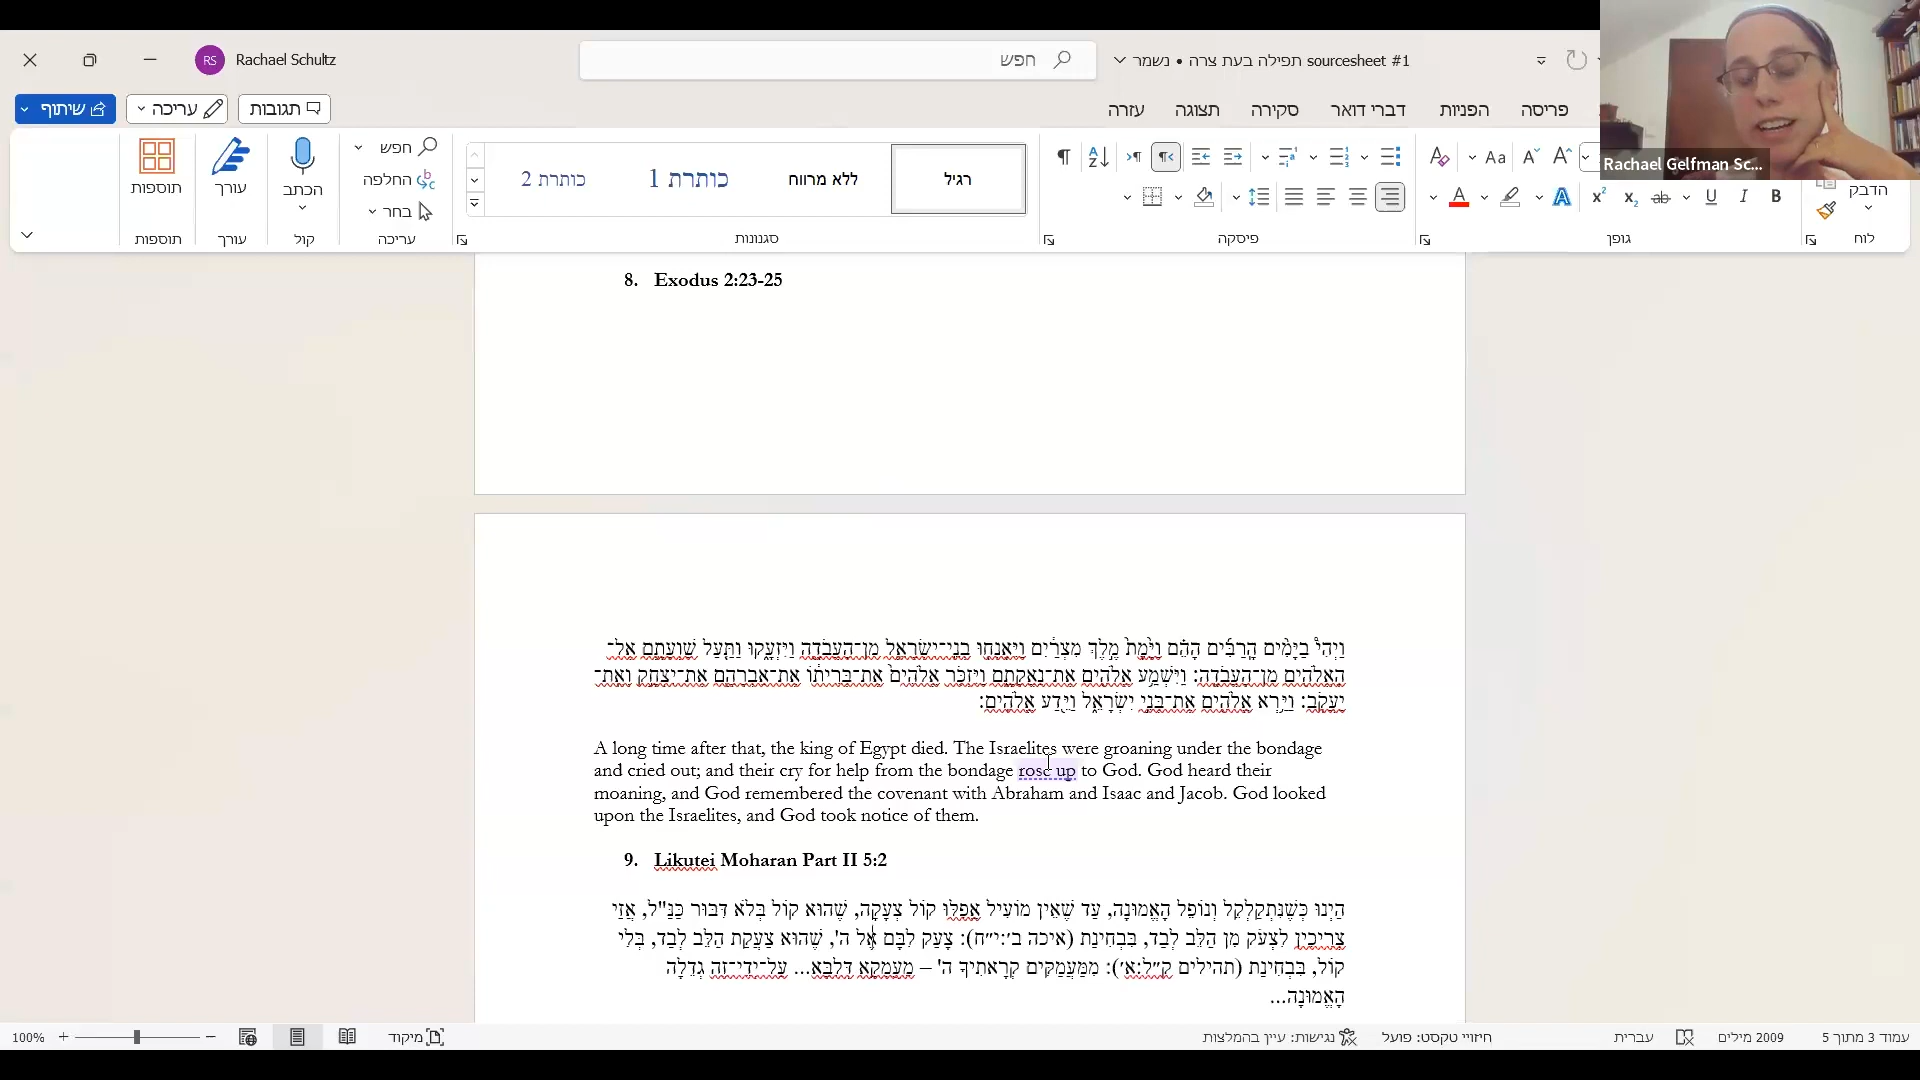 Rachael Schultz
RS
חפש
sourcesheet #1 תפילה בעת צרה • נשמר
שיתוף
עריכה
תגובות
עזרה
תצוגה
סקירה
דברי דואר
הפניות
פריסה
Rachael Gelfman Sc...
תוספות
עורך
הכתב
חפש
החלפה
בחר
כותרת 2
כותרת 1
ללא מרווח
רגיל
הדבק
תוספות
עורך
קול
עריכה
סגנונות
פיסקה
גופן
לוח
8. Exodus 2:23-25
וַיְהִי֩ בַיָּמִ֨ים הָֽרַבִּ֜ים הָהֵ֗ם וַיָּ֙מׇת֙ מֶ֣לֶךְ מִצְרַ֔יִם וַיֵּאָנְח֧וּ בְנֵֽי־יִשְׂרָאֵ֛ל מִן־הָעֲבֹדָ֖ה וַיִּזְעָ֑קוּ וַתַּ֧עַל שַׁוְעָתָ֛ם אֶל־
הָאֱלֹהִ֖ים מִן־הָעֲבֹדָֽה׃ וַיִּשְׁמַ֥ע אֱלֹהִ֖ים אֶת־נַאֲקָתָ֑ם וַיִּזְכֹּ֤ר אֱלֹהִים֙ אֶת־בְּרִית֔וֹ אֶת־אַבְרָהָ֖ם אֶת־יִצְחָ֥ק וְאֶֽת־
יַעֲקֹֽב׃ וַיַּ֥רְא אֱלֹהִ֖ים אֶת־בְּנֵ֣י יִשְׂרָאֵ֑ל וַיֵּ֖דַע אֱלֹהִֽים׃
A long time after that, the king of Egypt died. The Israelites were groaning under the bondage
and cried out; and their cry for help from the bondage rose up to God. God heard their
moaning, and God remembered the covenant with Abraham and Isaac and Jacob. God looked
upon the Israelites, and God took notice of them.
9. Likutei Moharan Part II 5:2
הַיְנוּ כְּשֶׁנִּתְקַלְקֵל וְנוֹפֵל הָאֱמוּנָה, עַד שֶׁאֵין מוֹעִיל אֲפִלּוּ קוֹל צְעָקָה, שֶׁהוּא קוֹל בְּלֹא דִּבּוּר כַּנַּ"ל, אֲזַי
צְרִיכִין לִצְעֹק מִן הַלֵּב לְבַד, בִּבְחִינַת (איכה ב׳:י״ח): צָעַק לִבָּם אֶל ה', שֶׁהוּא צַעֲקַת הַלֵּב לְבַד, בְּלִי
קוֹל, בִּבְחִינַת (תהילים ק״ל:א׳): מִמַּעֲמַקִּים קְרָאתִיךָ ה' – מֵעֻמְקָא דְּלִבָּא... עַל־יְדֵי־זֶה גְּדֵלָה
הָאֱמוּנָה...
100%
מיקוד
נגישות: עיין בהמלצות
חיזויי טקסט: פועל
עברית
2009 מילים
עמוד 3 מתוך 5